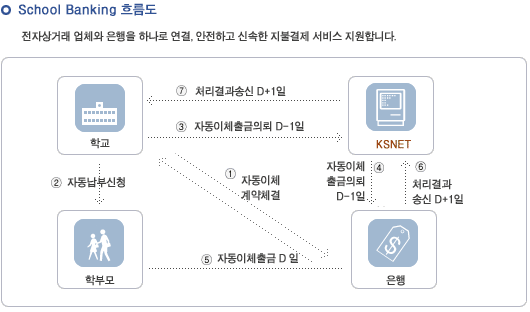 School Banking 흐름도
전자상거래 업체와 은행을 하나로 연결, 안전하고 신속한 지불결제 서비스 지원합니다.
⑦ 처리결과송신 D+1일
③ 자동이체출금의뢰 D-1일
학교
KSNET
① 자동이체
계약체결
자동이체
출금의뢰
D-1일
④
⑥
처리결과
송신 D+1일
② 자동납부신청
⑤ 자동이체출금 D 일
학부모
은행